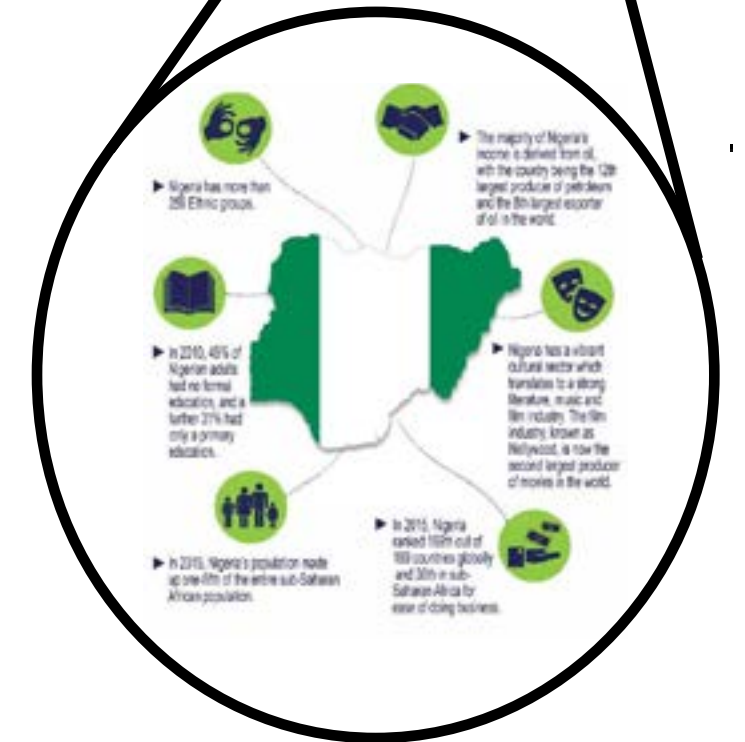 Nigeria has more than
250 Ethnic groups.
The majority of Nigeria's
income is derived from oil,
with the country being the 12th
largest producer of petroleum
and the 8th largest exporter
of oil in the world.
In 2010, 45% of
Nigerian adults
had no formal
education, and a
further 21% had
only a primary
education.
Nigeria has a vibrant
cultural sector which
translates to a strong
literature, music and
film industry. The film
industry, known as
Nollywood, is now the
second largest producer
of movies in the world.
In 2015, Nigeria's population made
up one-fifth of the entire sub-Saharan
African population.
In 2015, Nigeria
ranked out of
189 countries globally
and in sub-
Saharan Africa for
ease of doing business.